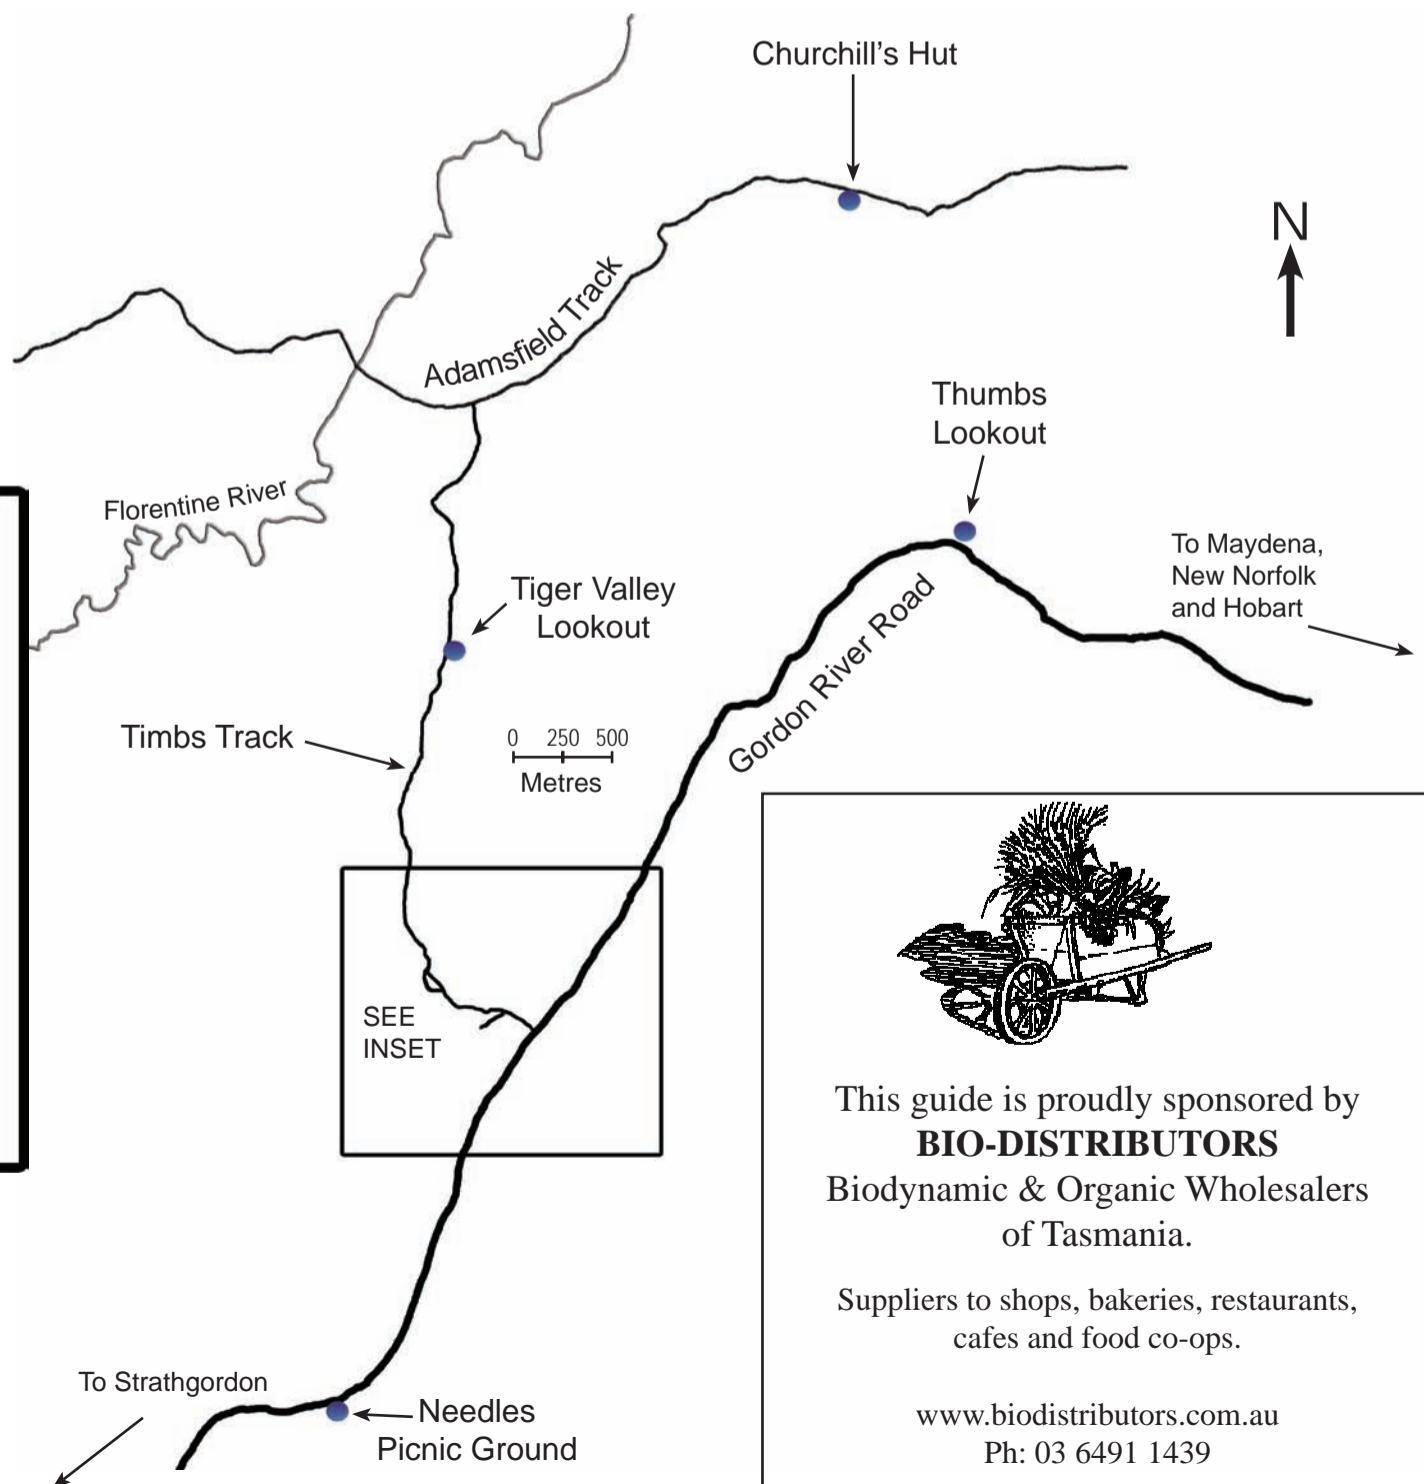 Churchill's Hut
N
Adamsfield Track
Thumbs
Lookout
Florentine River
To Maydena,
New Norfolk
and Hobart
Tiger Valley
Lookout
Gordon River Road
Timbs Track
0 250 500
Metres
SEE
INSET
This guide is proudly sponsored by
BIO-DISTRIBUTORS
Biodynamic & Organic Wholesalers
of Tasmania.
Suppliers to shops, bakeries, restaurants,
cafes and food co-ops.
www.biodistributors.com.au
Ph: 03 6491 1439
To Strathgordon
Needles
Picnic Ground